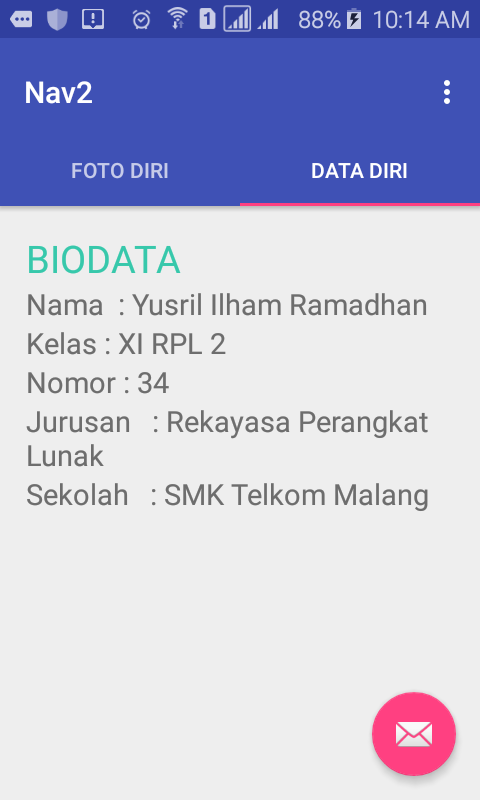 1 88% 10:14 AM
Nav2
FOTO DIRI DATA DIRI
BIODATA
Nama : Yusril Ilham Ramadhan
Kelas : XI RPL 2
Nomor : 34
Jurusan : Rekayasa Perangkat
Lunak
Sekolah : SMK Telkom Malang